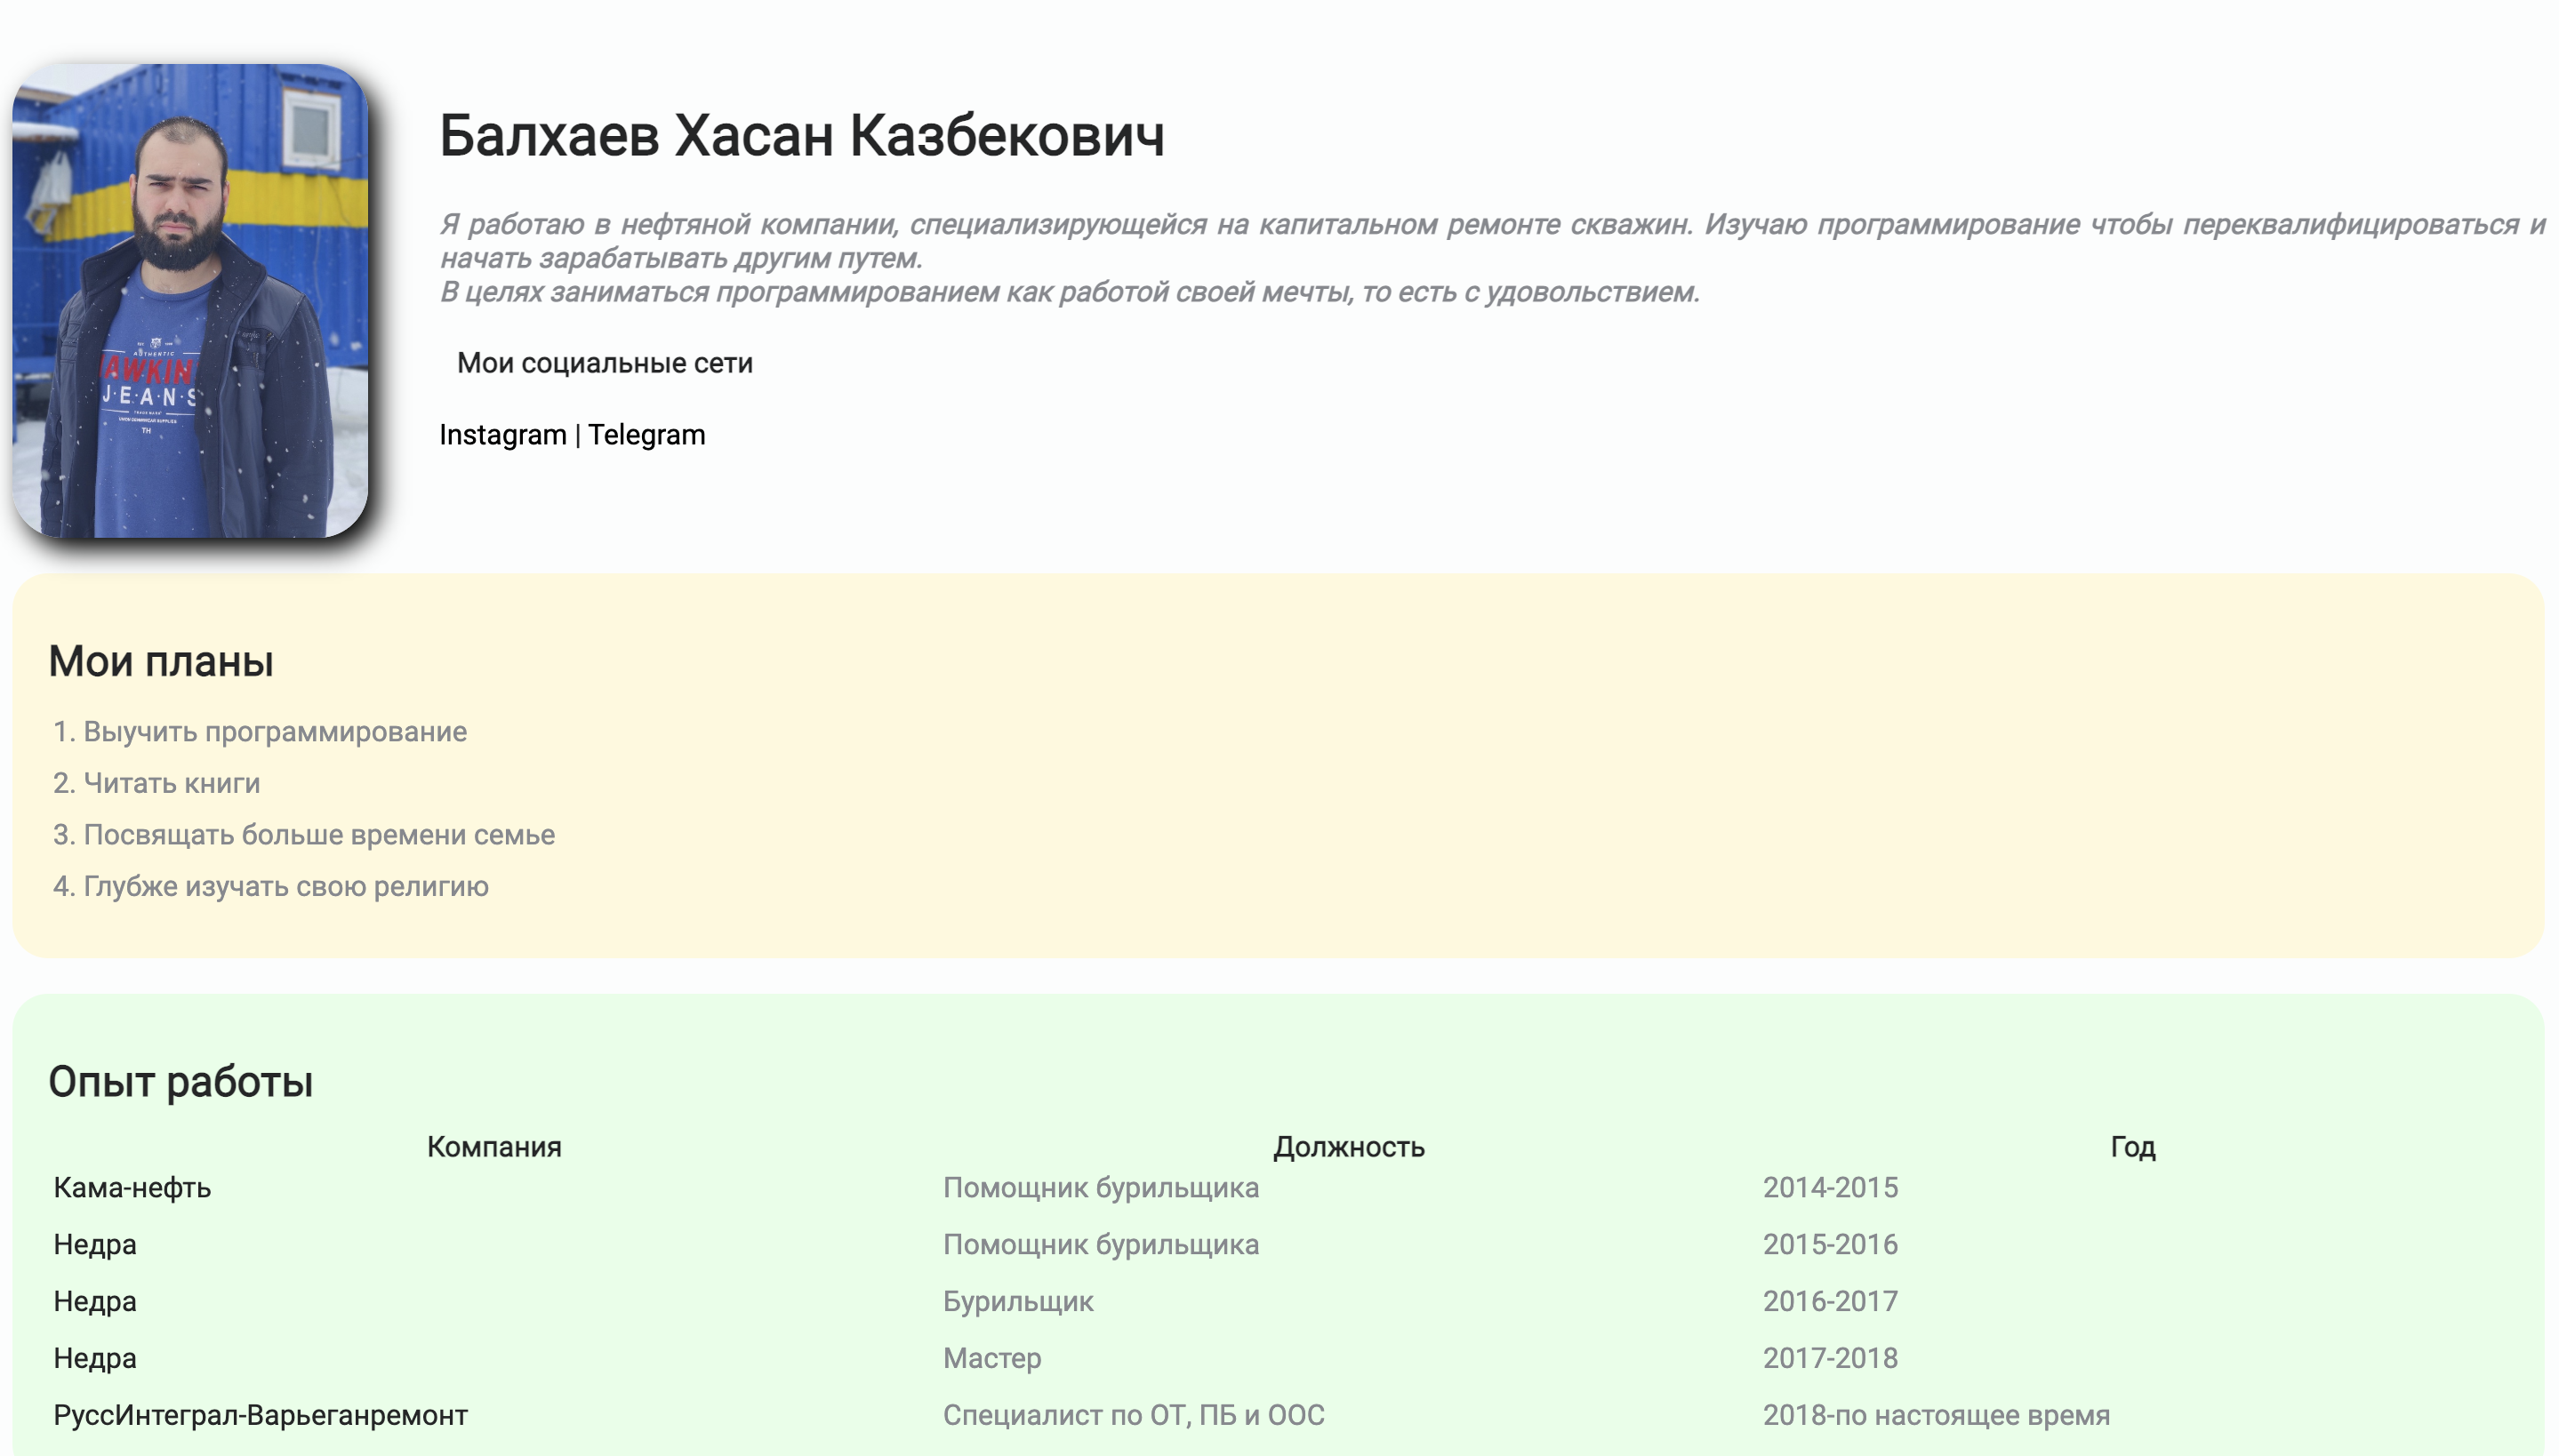 Балхаев Хасан Казбекович
Я работаю в нефтяной компании, специализирующейся на капитальном ремонте скважин. Изучаю программирование чтобы переквалифицироваться и
начать зарабатывать другим путем.
В целях заниматься программированием как работой своей мечты, то есть с удовольствием.
Мои социальные сети
Instagram | Telegram
AUTHENTIC
AWKIN
J·E·A·N·S
TH
Мои планы
1. Выучить программирование
2. Читать книги
3. Посвящать больше времени семье
4. Глубже изучать свою религию
Опыт работы
Компания Должность Год
Кама-нефть Помощник бурильщика 2014-2015
Недра Помощник бурильщика 2015-2016
Недра Бурильщик 2016-2017
Недра Мастер 2017-2018
РуссИнтеграл-Варьеганремонт Специалист по ОТ, ПБ и ООС 2018-по настоящее время